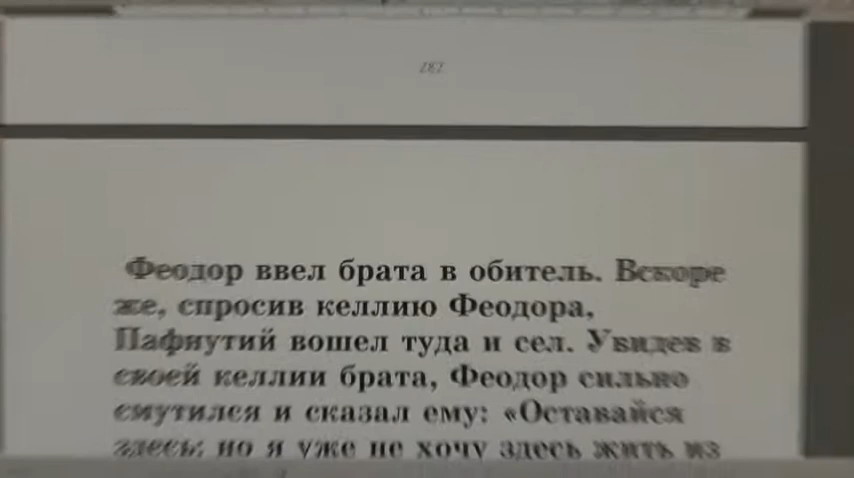 187
Феодор ввел брата в обитель. Вскоре
же, спросив келлию Феодора,
Пафнутий вошел туда и сел. Увидев в
своей келлии брата, Феодор сильно
смутился и сказал ему: «Оставайся
здесь; но я уже не хочу здесь жить из